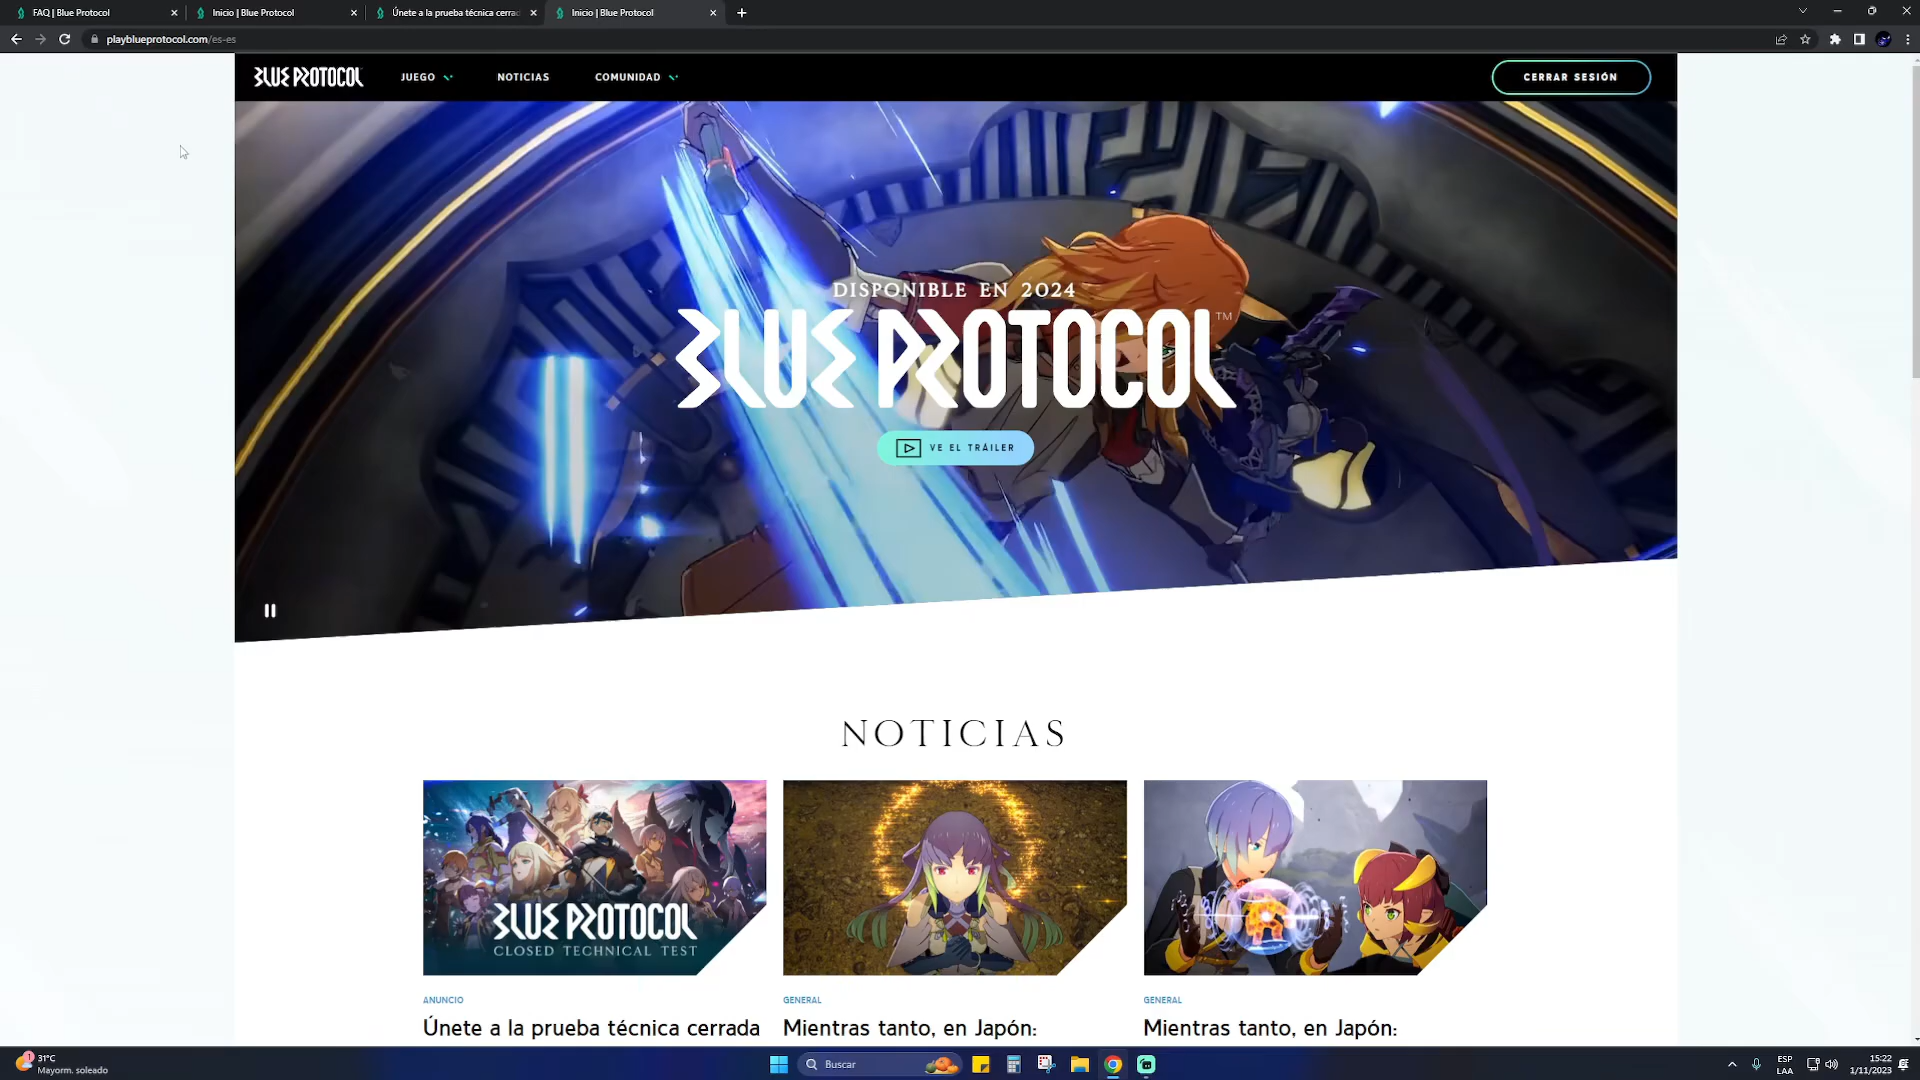 FAQ | Blue Protocol
Inicio | Blue Protocol
Únete a la prueba técnica cerrad
Inicio | Blue Protocol
playblueprotocol.com/es-es
BLUE PROTOCOL
JUEGO
NOTICIAS
COMUNIDAD
CERRAR SESIÓN
DISPONIBLE EN 2024
BLUE PROTOCOL™
VE EL TRÁILER
NOTICIAS
BLUE PROTOCOL
CLOSED TECHNICAL TEST
ANUNCIO
Únete a la prueba técnica cerrada
GENERAL
Mientras tanto, en Japón:
GENERAL
Mientras tanto, en Japón:
1
31°C
Mayorm. soleado
Buscar
ESP
LAA
15:22
1/11/2023